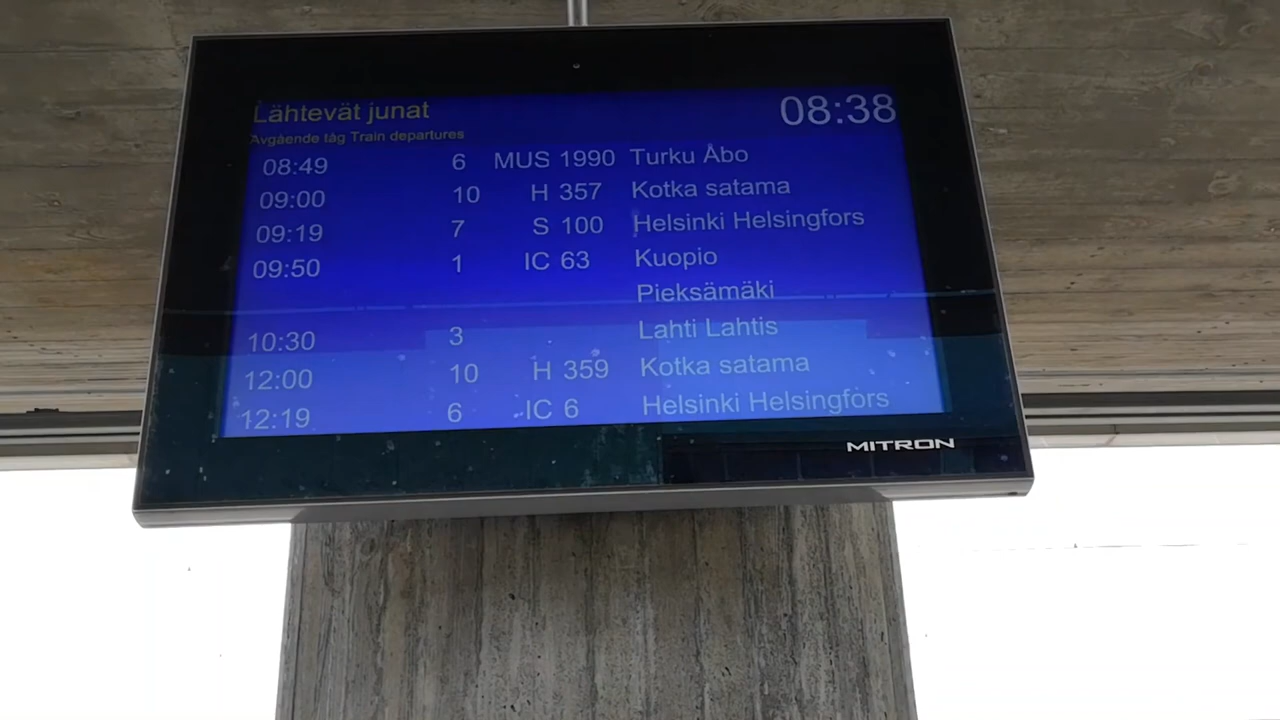 Lähtevät junat 08:38
Avgående tåg Train departures
08:49 6 MUS 1990 Turku Åbo
09:00 10 H 357 Kotka satama
09:19 7 S 100 Helsinki Helsingfors
09:50 1 IC 63 Kuopio
Pieksämäki
10:30 3 Lahti Lahtis
12:00 10 H 359 Kotka satama
12:19 6 IC 6 Helsinki Helsingfors
MITRON